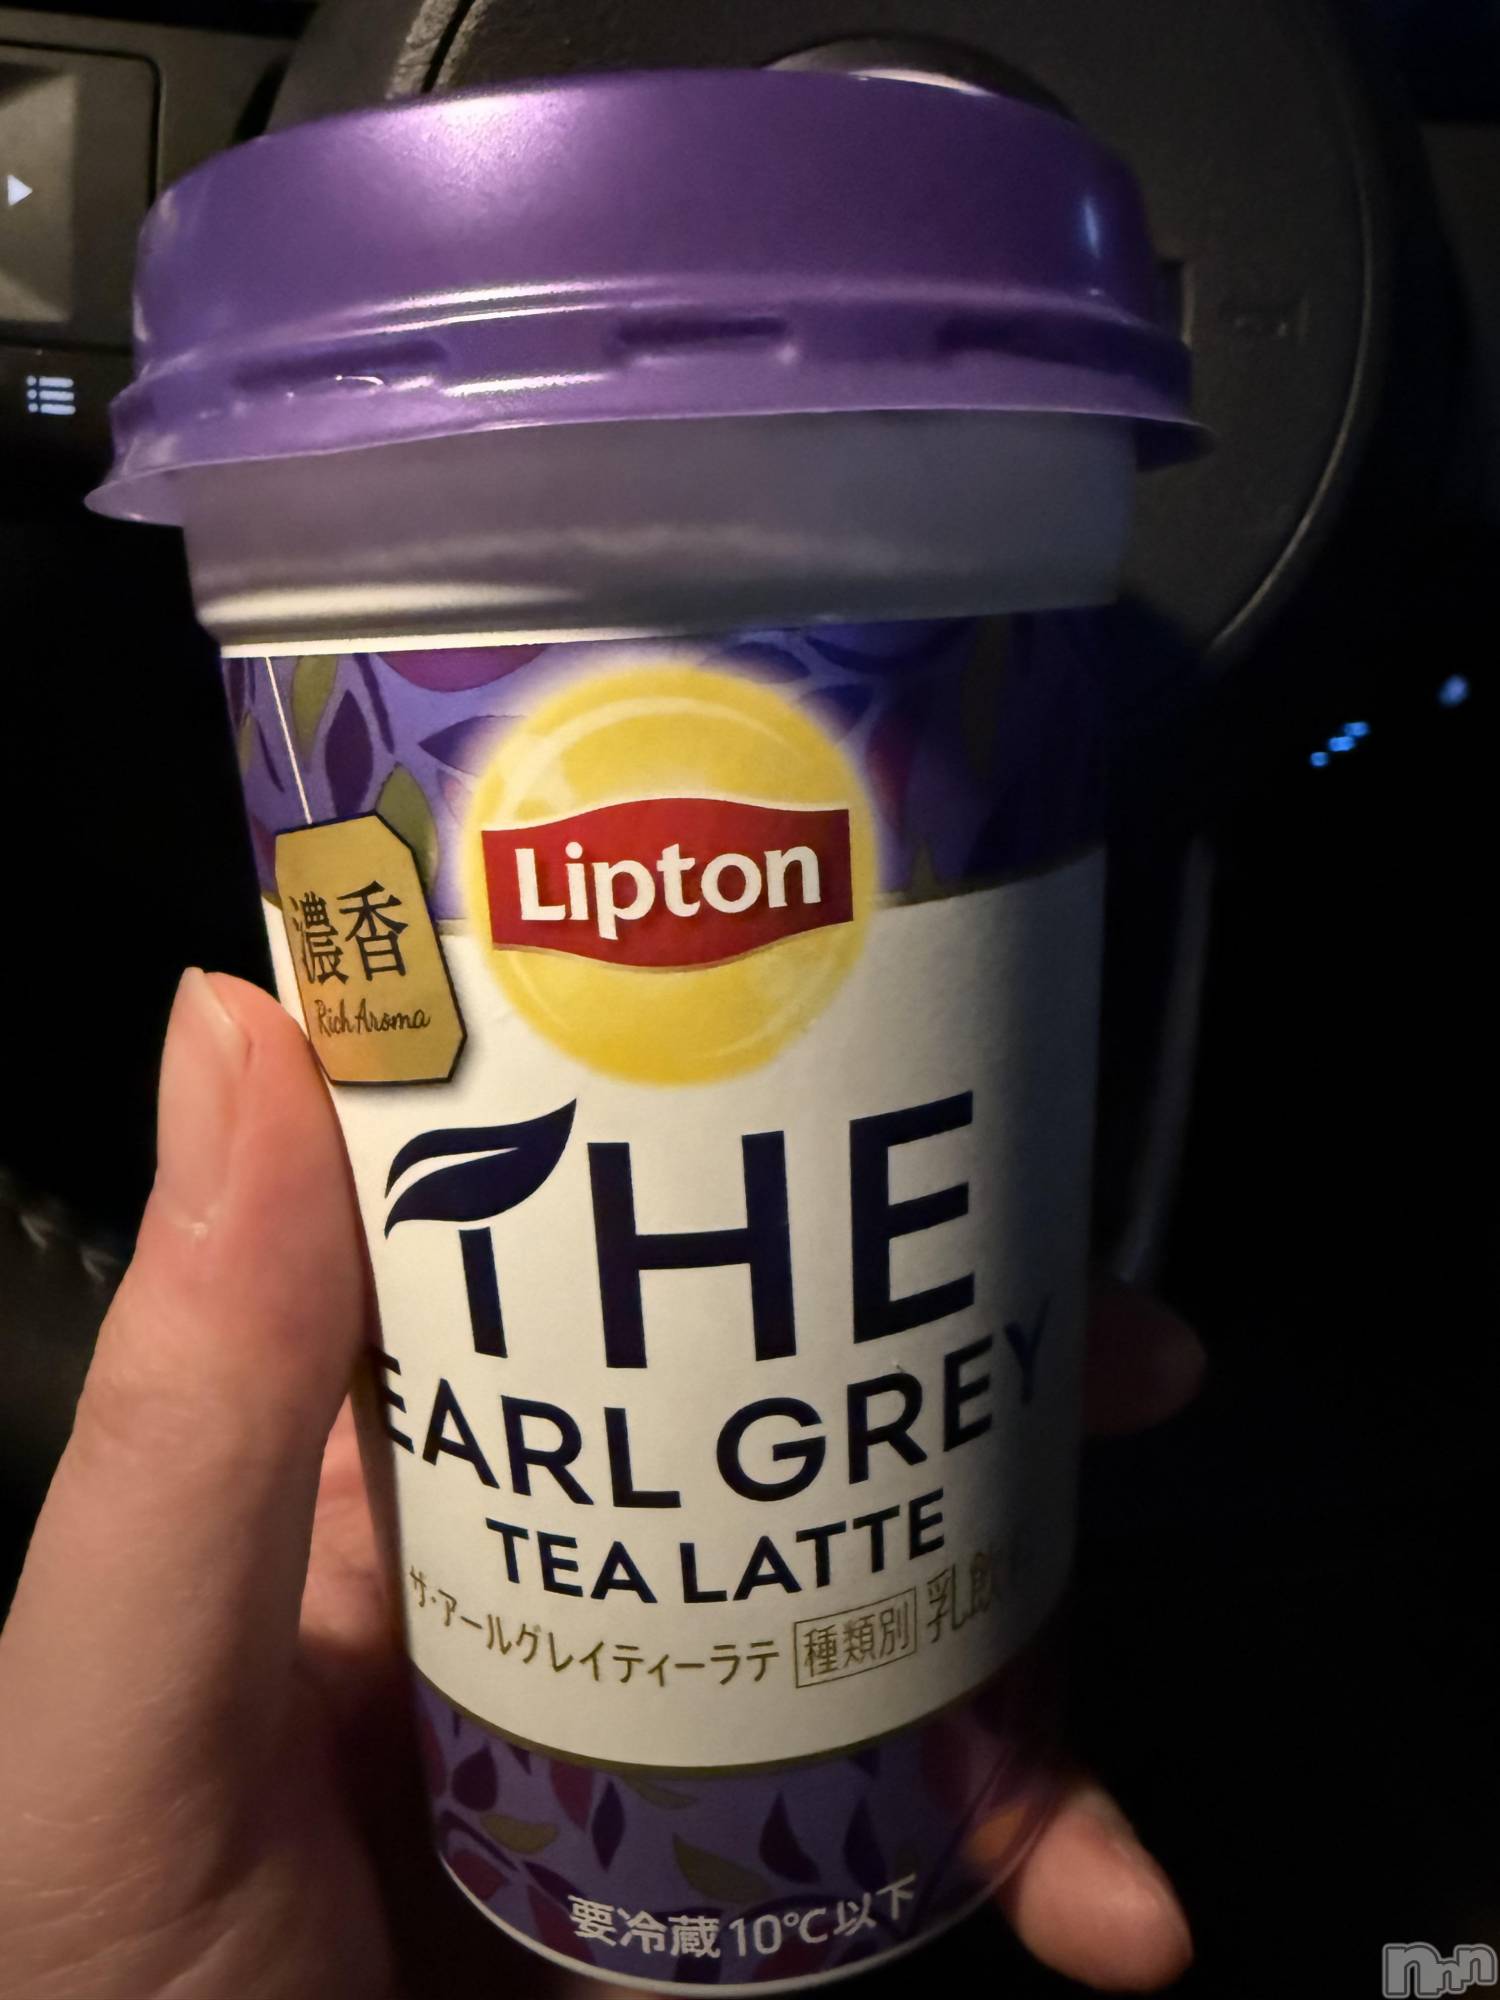 Lipton
濃香
Rich Aroma
THE
EARL GREY
TEA LATTE
ザ・アールグレイティーラテ 種類別 乳飲
要冷蔵10℃以下
nnn